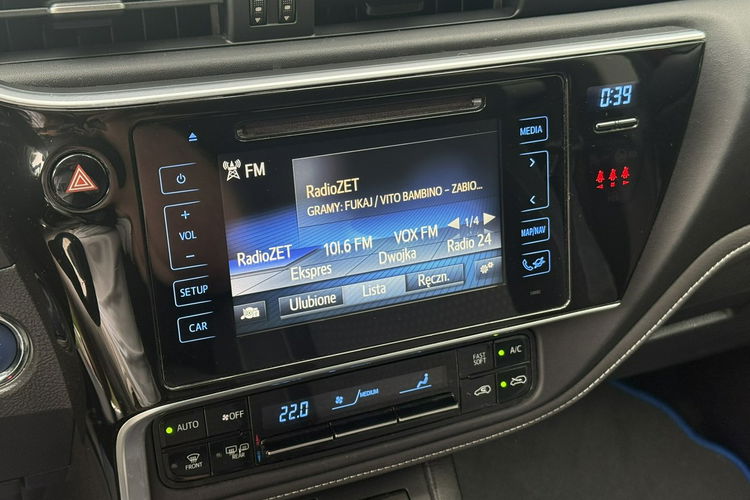 0:39
MEDIA
FM
RadioZET
GRAMY: FUKAJ / VITO BAMBINO - ZABIO...
1/4
RadioZET
101.6 FM
VOX FM
Ekspres
Dwojka
Radio 24
Ulubione
Lista
Ręczn.
+
VOL
-
SETUP
CAR
MAP/NAV
AUTO
OFF
FRONT
REAR
22.0
MEDIUM
FAST
SOFT
A/C